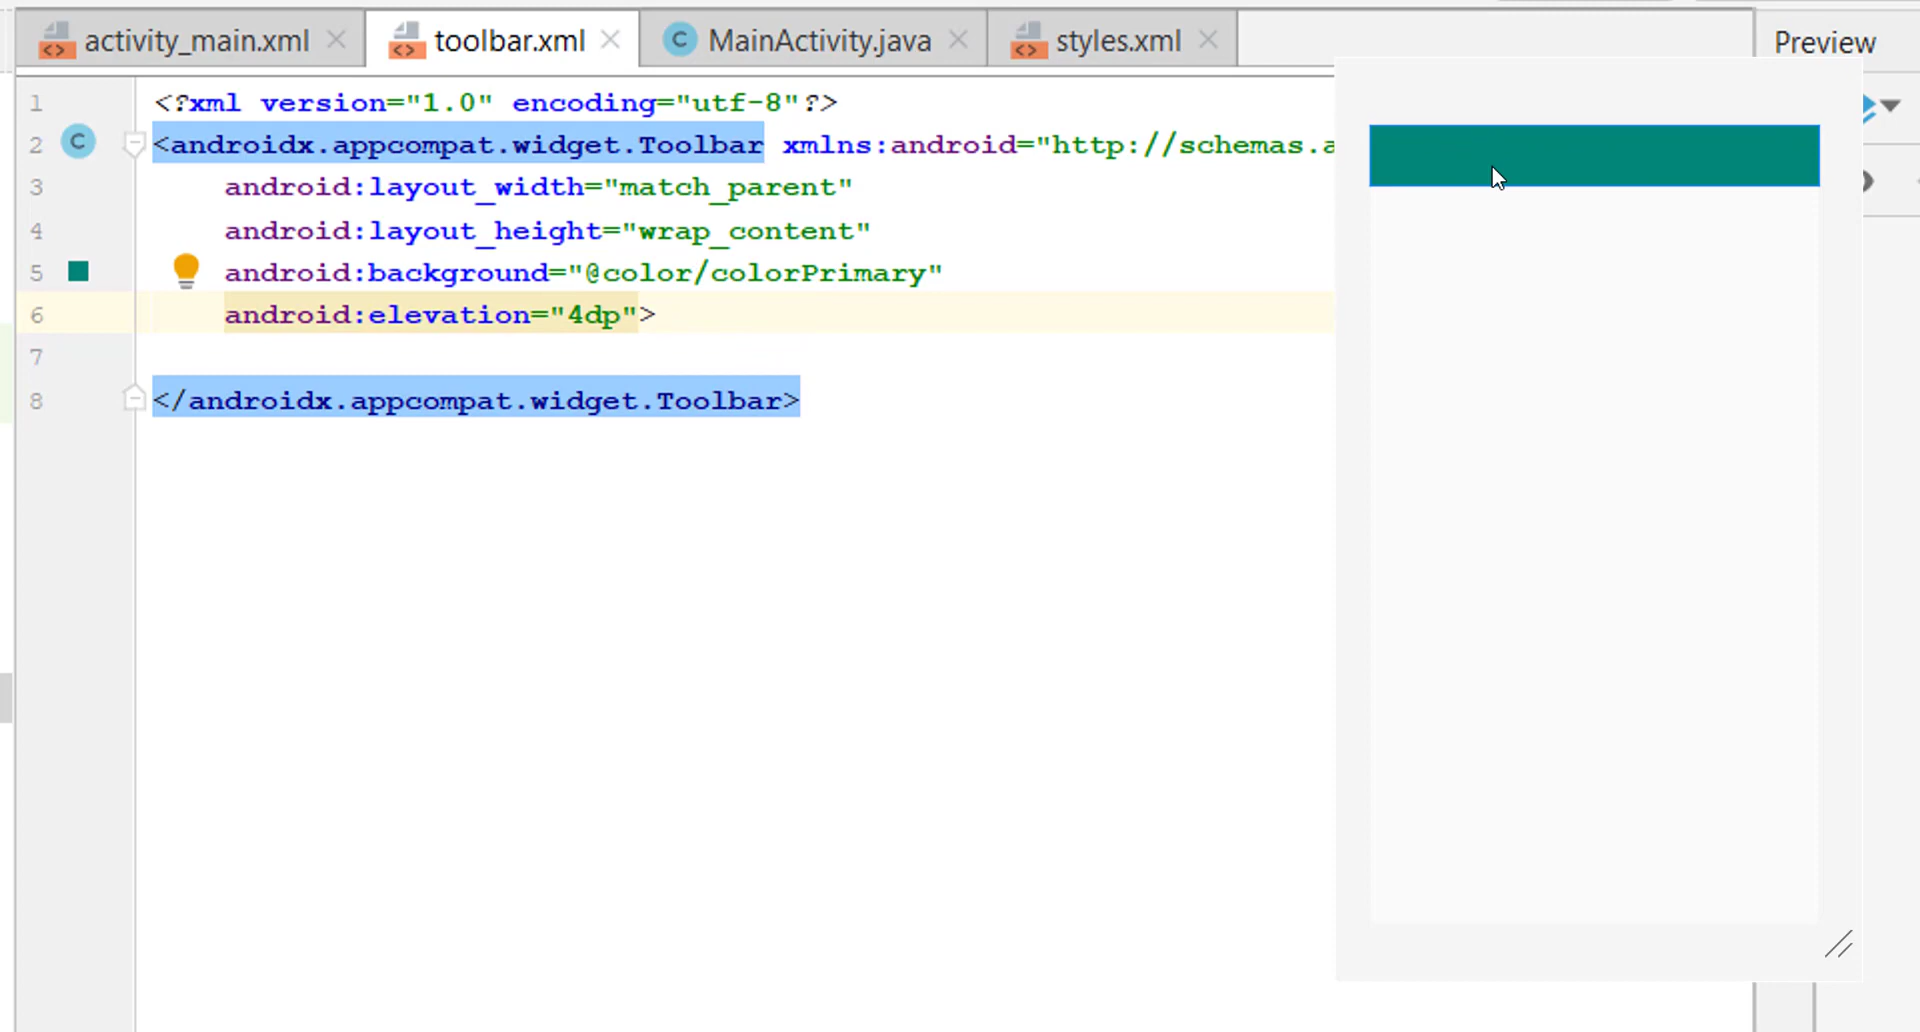 activity_main.xml toolbar.xml MainActivity.java styles.xml Preview
1 <?xml version="1.0" encoding="utf-8"?>
2 <androidx.appcompat.widget.Toolbar xmlns:android="http://schemas.a
3 android:layout_width="match_parent"
4 android:layout_height="wrap_content"
5 android:background="@color/colorPrimary"
6 android:elevation="4dp">
7
8 </androidx.appcompat.widget.Toolbar>